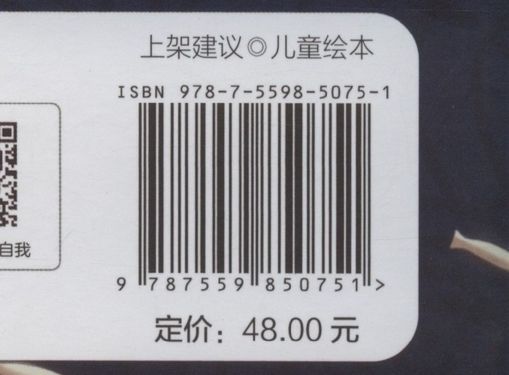 上架建议◎儿童绘本
ISBN 978-7-5598-5075-1
自我
9 787559 850751 >
定价：48.00 元